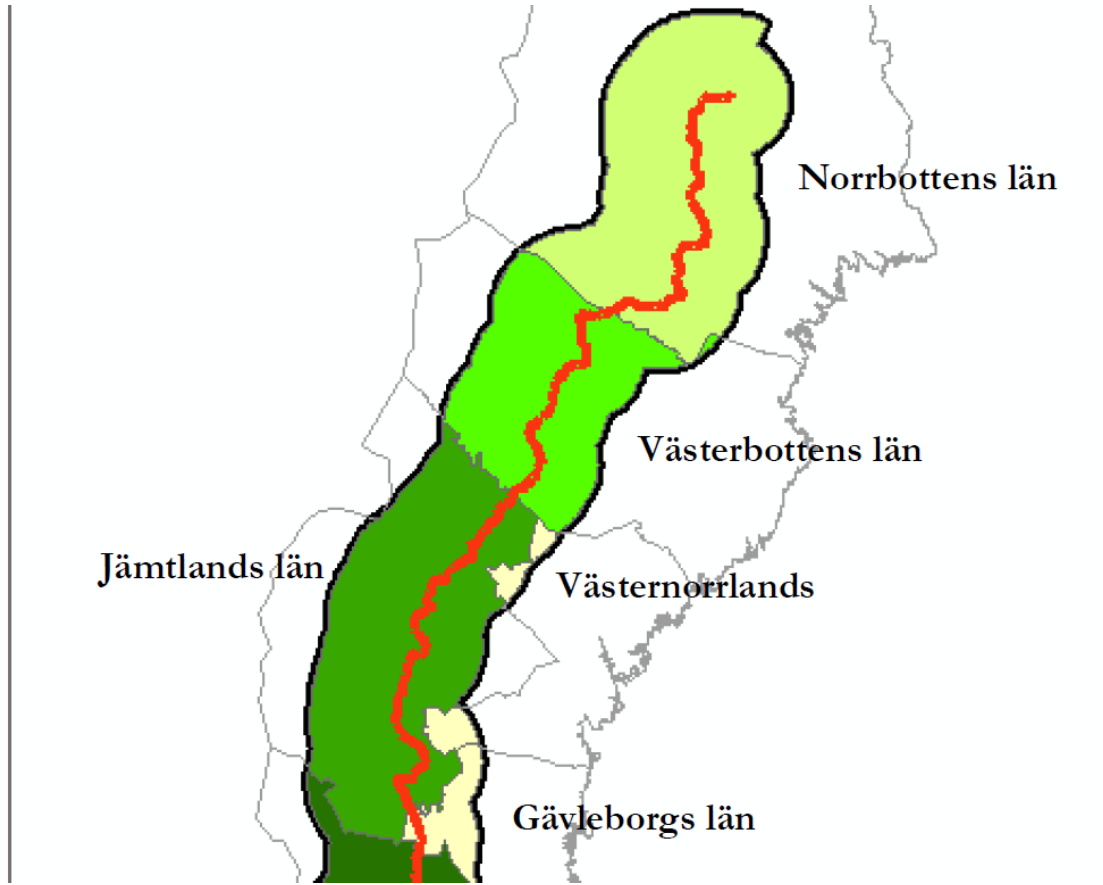 Norrbottens län
Västerbottens län
Jämtlands län
Västernorrlands
Gävleborgs län